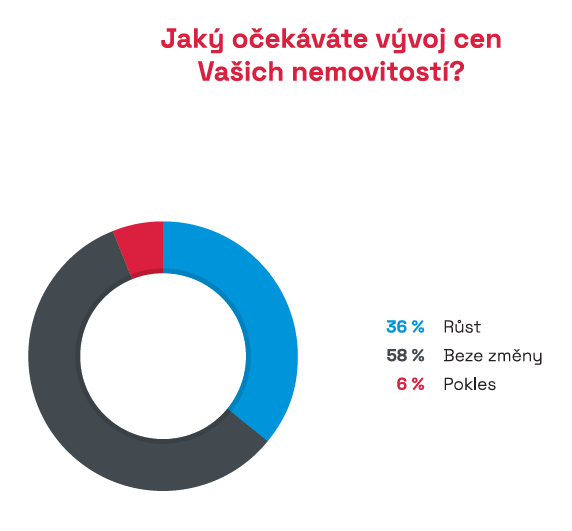 Jaký očekáváte vývoj cen
Vašich nemovitostí?
36 % Růst
58 % Beze změny
6 % Pokles